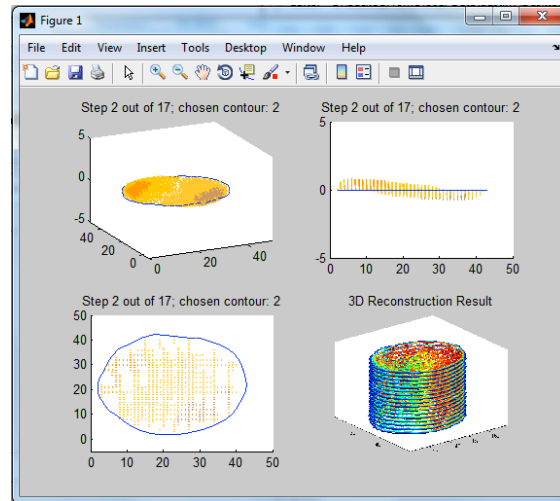 Figure 1
File Edit View Insert Tools Desktop Window Help
Step 2 out of 17; chosen contour: 2
Step 2 out of 17; chosen contour: 2
5
0
-5
40
20
0
0
20
40
5
0
-5
0 10 20 30 40 50
Step 2 out of 17; chosen contour: 2
3D Reconstruction Result
50
40
30
20
10
0
0 10 20 30 40 50